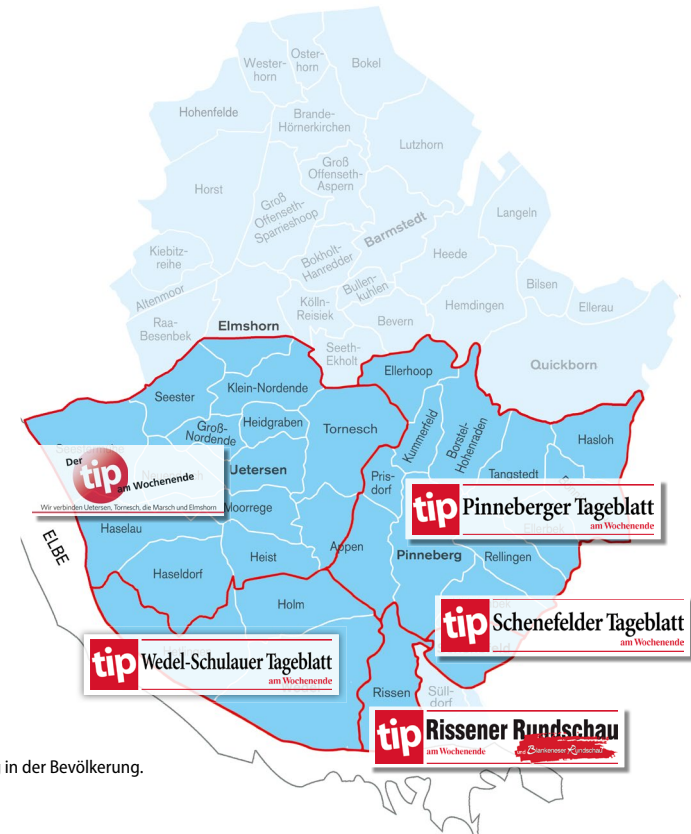 Wester-
horn
Oster-
horn
Bokel
Hohenfelde
Brande-
Hörnerkirchen
Lutzhorn
Groß
Offenseth-
Aspern
Horst
Groß
Offenseth-
Sparrieshoop
Langeln
Barmstedt
Kiebitz-
reihe
Bokholt-
Hanredder
Heede
Bullen-
kuhlen
Bilsen
Altenmoor
Kölln-
Reisiek
Hemdingen
Ellerau
Raa-
Besenbek
Elmshorn
Bevern
Seeth-
Ekholt
Quickborn
Ellerhoop
Klein-Nordende
Seester
Groß-
Nordende
Heidgraben
Tornesch
Kummerfeld
Borstel-
Hohenraden
Hasloh
Der
tip
am Wochenende
Wir verbinden Uetersen, Tornesch, die Marsch und Elmshorn
Uetersen
Pris-
dorf
Tangstedt
tip Pinneberger Tageblatt
am Wochenende
Moorrege
Haselau
ELBE
Appen
Heist
Pinneberg
Rellingen
Haseldorf
Holm
tip Schenefelder Tageblatt
am Wochenende
tip Wedel-Schulauer Tageblatt
am Wochenende
Wedel
Rissen
Süll-
dorf
tip Rissener Rundschau
am Wochenende
und Blankeneser Rundschau
in der Bevölkerung.